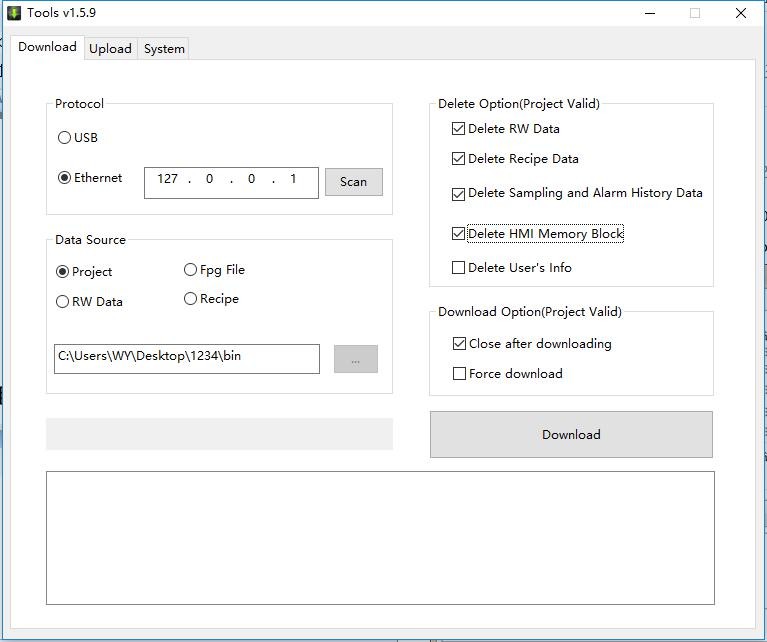 Tools v1.5.9
Download Upload System
Protocol
USB
Ethernet 127 . 0 . 0 . 1 Scan
Data Source
Project Fpg File
RW Data Recipe
C:\Users\WY\Desktop\1234\bin ...
Delete Option(Project Valid)
Delete RW Data
Delete Recipe Data
Delete Sampling and Alarm History Data
Delete HMI Memory Block
Delete User's Info
Download Option(Project Valid)
Close after downloading
Force download
Download